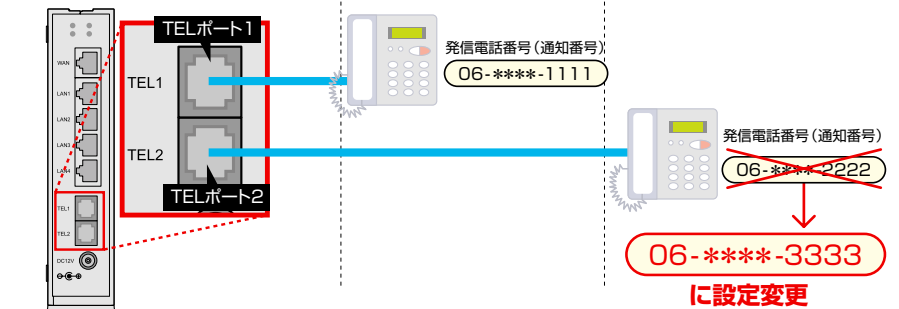 WAN
LAN1
LAN2
LAN3
LAN4
TEL1
TEL2
DC12V
TELポート1
TEL1
TEL2
TELポート2
発信電話番号(通知番号)
06-****-1111
発信電話番号(通知番号)
06-****-2222
06-****-3333
に設定変更